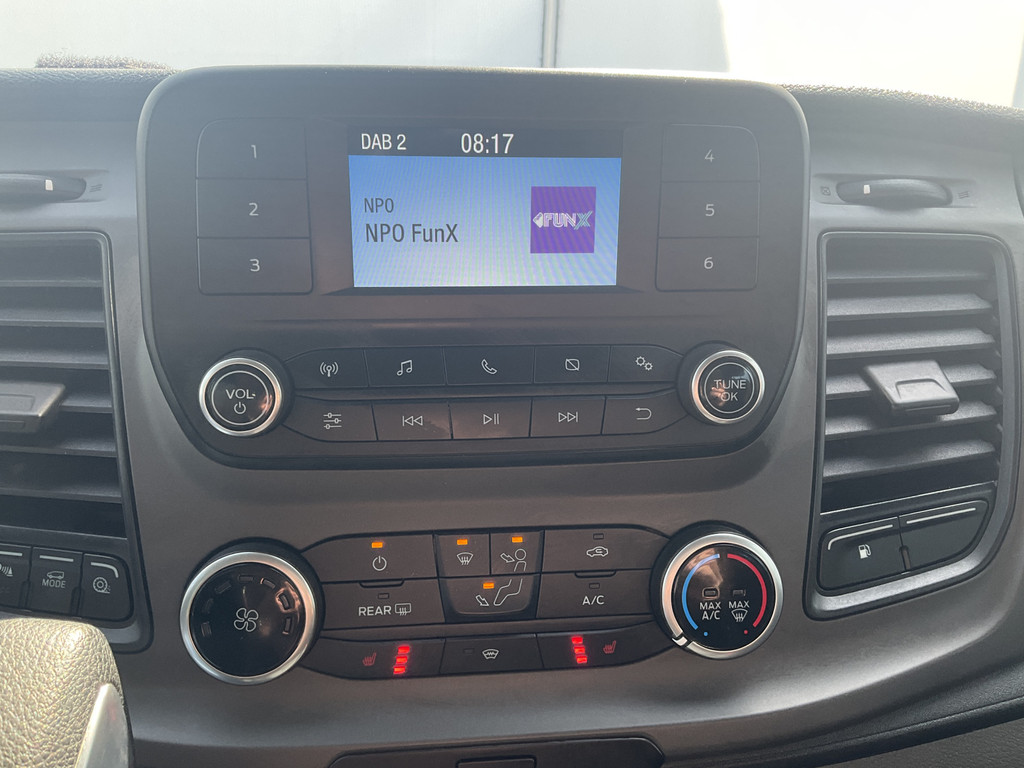 DAB 2 08:17
1
4
NPO
NPO FunX
FUNX
2
5
3
6
VOL
TUNE
OK
MODE
REAR
A/C
MAX
A/C
MAX